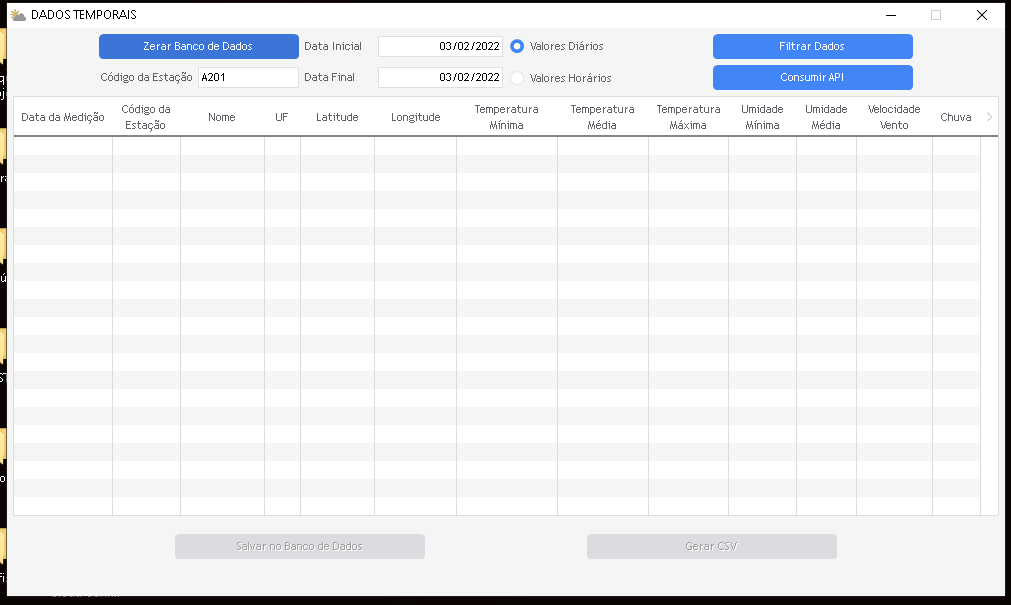 DADOS TEMPORAIS
Zerar Banco de Dados
Data Inicial
03/02/2022
Valores Diários
Filtrar Dados
Código da Estação
A201
Data Final
03/02/2022
Valores Horários
Consumir API
Data da Medição
Código da
Estação
Nome
UF
Latitude
Longitude
Temperatura
Mínima
Temperatura
Média
Temperatura
Máxima
Umidade
Mínima
Umidade
Média
Velocidade
Vento
Chuva
Salvar no Banco de Dados
Gerar CSV